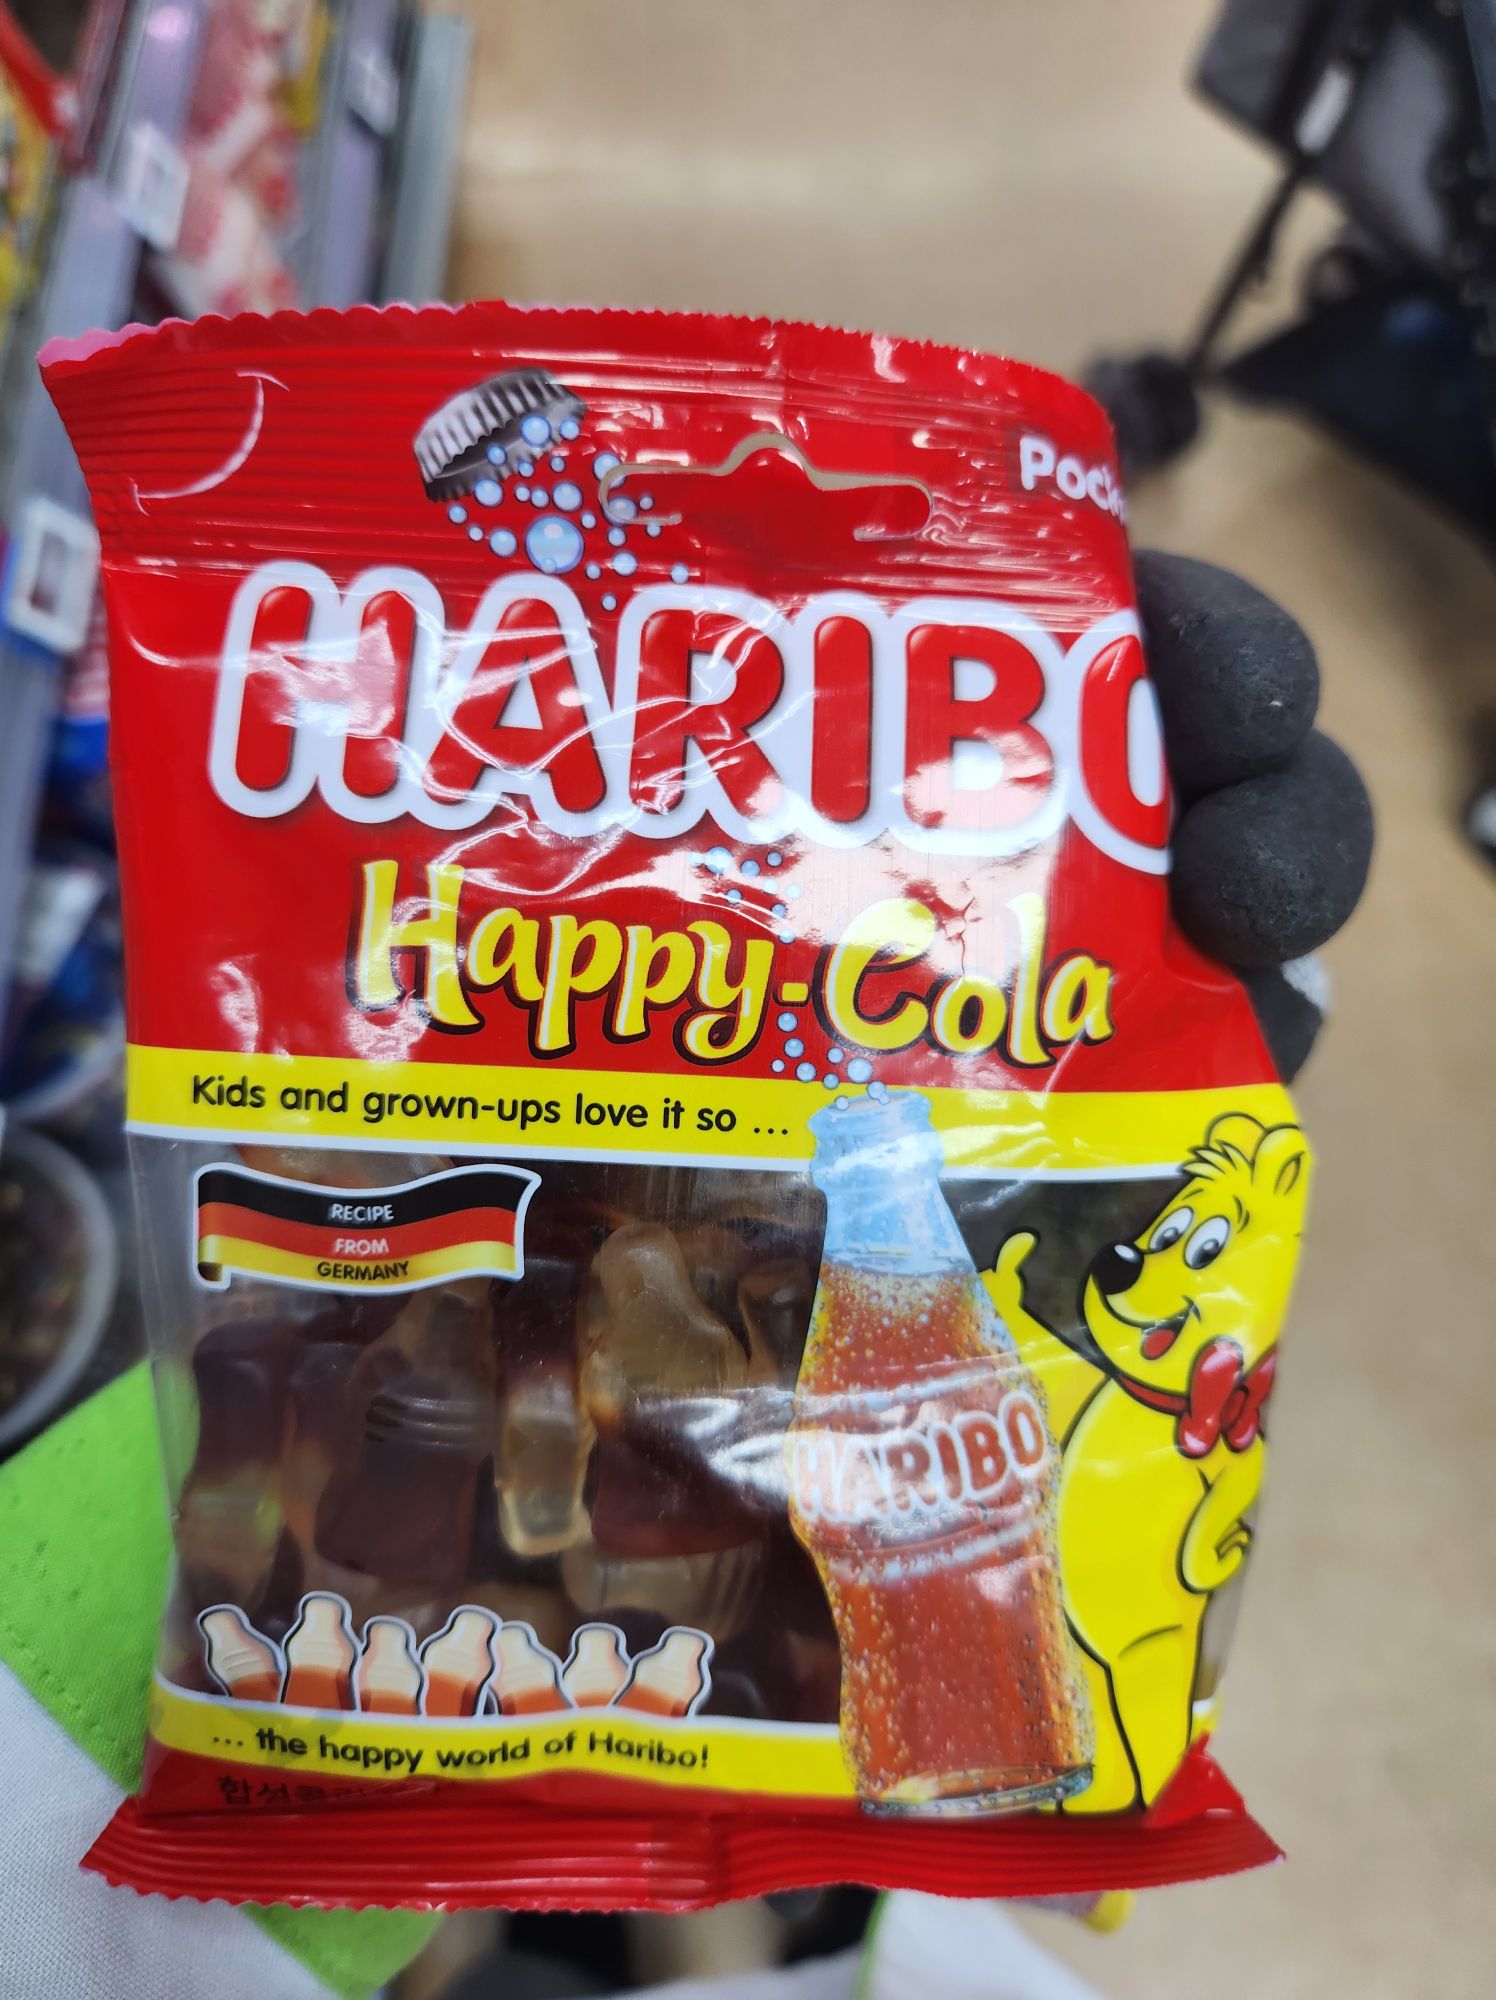 HARIBO
Happy-Cola
Kids and grown-ups love it so ...
RECIPE
FROM
GERMANY
HARIBO
... the happy world of Haribo!